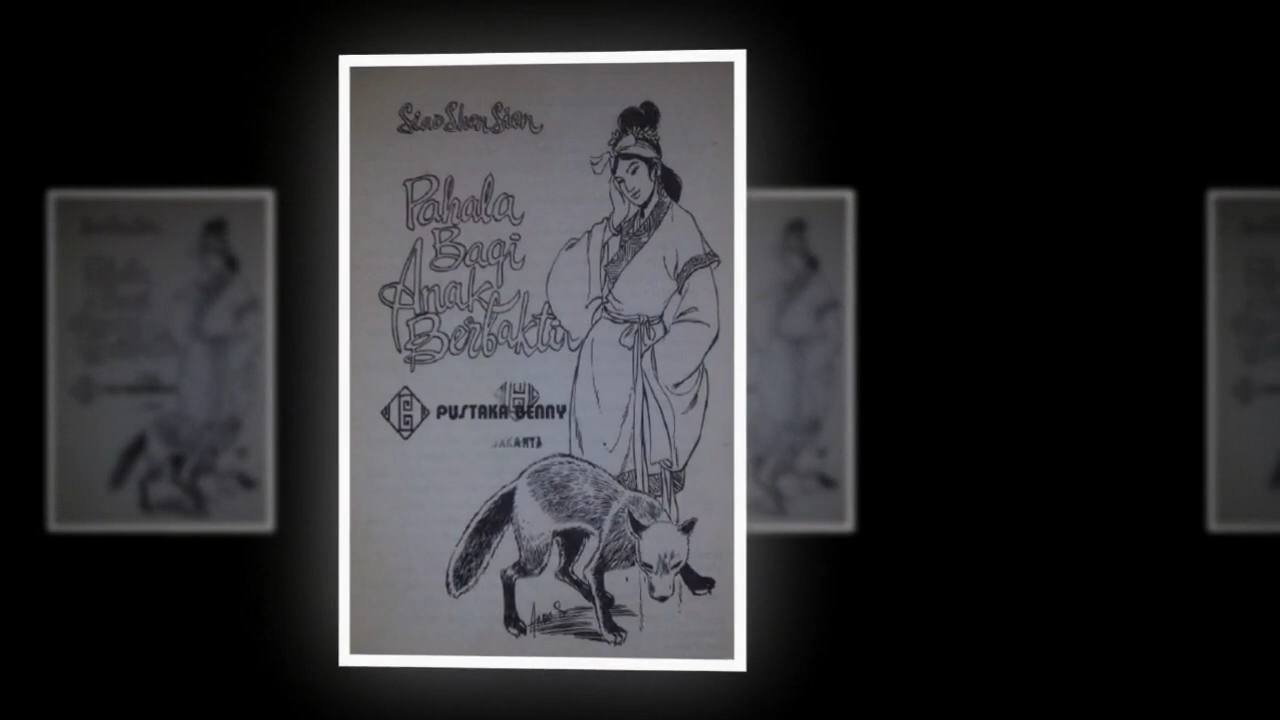 Siao Shen Sien
Pahala
Bagi
Anak
Berbakti
PUSTAKA BENNY
JAKARTA